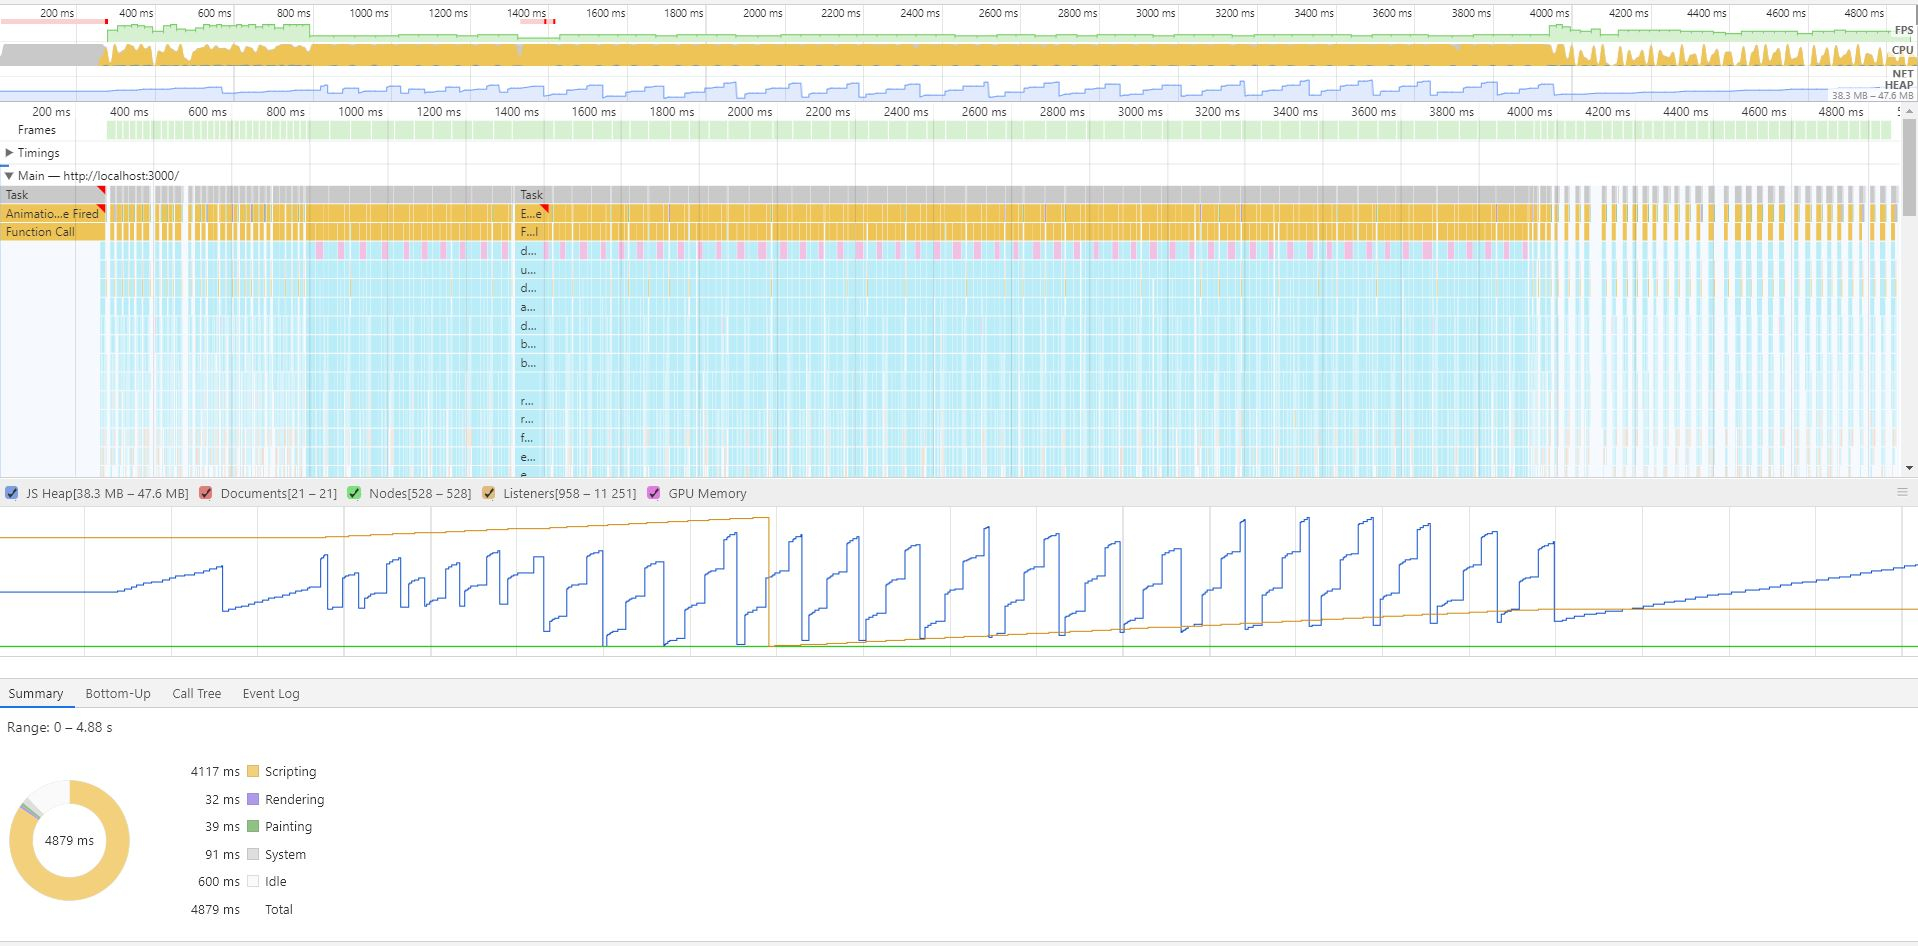 200 ms 400 ms 600 ms 800 ms 1000 ms 1200 ms 1400 ms 1600 ms 1800 ms 2000 ms 2200 ms 2400 ms 2600 ms 2800 ms 3000 ms 3200 ms 3400 ms 3600 ms 3800 ms 4000 ms 4200 ms 4400 ms 4600 ms 4800 ms
FPS
CPU
NET
HEAP
38.3 MB – 47.6 MB
200 ms 400 ms 600 ms 800 ms 1000 ms 1200 ms 1400 ms 1600 ms 1800 ms 2000 ms 2200 ms 2400 ms 2600 ms 2800 ms 3000 ms 3200 ms 3400 ms 3600 ms 3800 ms 4000 ms 4200 ms 4400 ms 4600 ms 4800 ms
Frames
Timings
Main — http://localhost:3000/
Task Task
Animatio...e Fired E...e
Function Call F...l
d...
u...
d...
a...
d...
b...
b...
r...
r...
f...
e...
JS Heap[38.3 MB – 47.6 MB] Documents[21 – 21] Nodes[528 – 528] Listeners[958 – 11 251] GPU Memory
Summary Bottom-Up Call Tree Event Log
Range: 0 – 4.88 s
4117 ms Scripting
32 ms Rendering
39 ms Painting
4879 ms
91 ms System
600 ms Idle
4879 ms Total